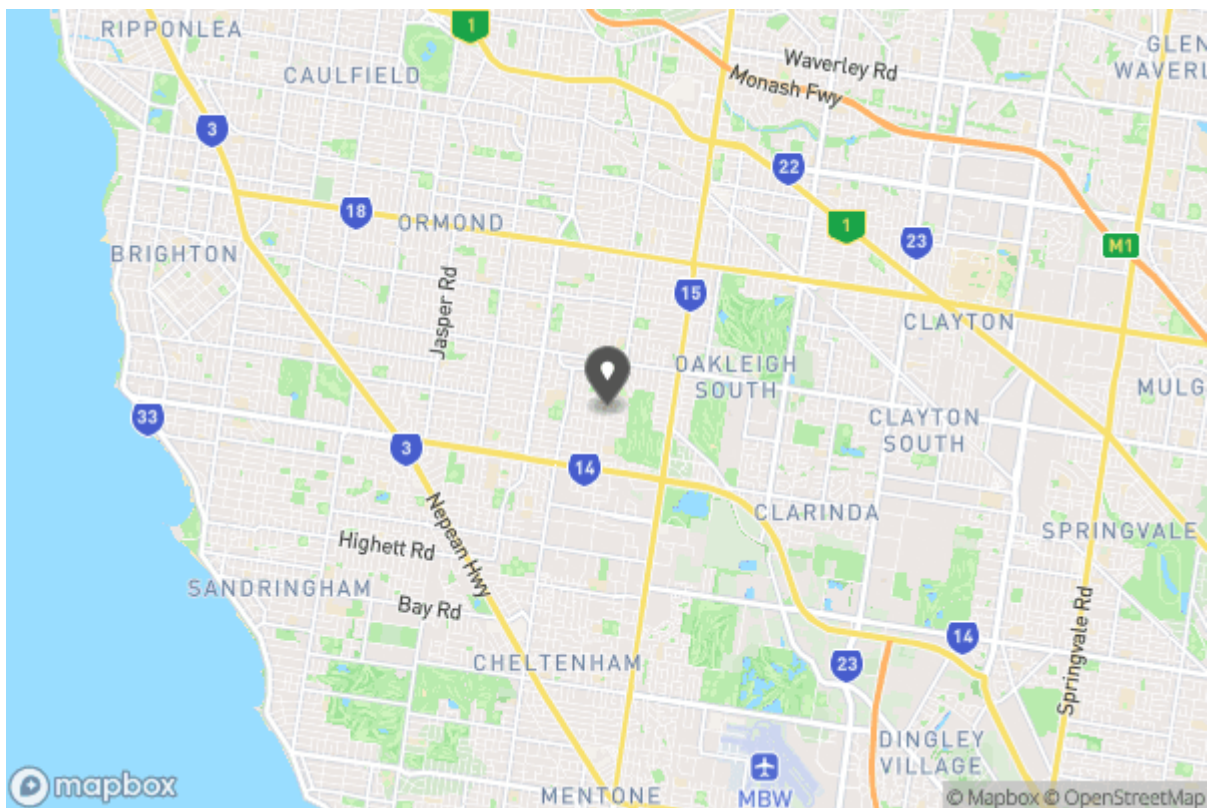 RIPPONLEA
1
GLEN
WAVERL
CAULFIELD
Waverley Rd
Monash Fwy
3
22
18
ORMOND
1
23
M1
BRIGHTON
15
Jasper Rd
CLAYTON
OAKLEIGH
SOUTH
MULG
33
CLAYTON
SOUTH
3
14
Nepean Hwy
CLARINDA
SPRINGVALE
Highett Rd
SANDRINGHAM
Bay Rd
Springvale Rd
14
CHELTENHAM
23
DINGLEY
VILLAGE
mapbox
MENTONE
MBW
© Mapbox © OpenStreetMap